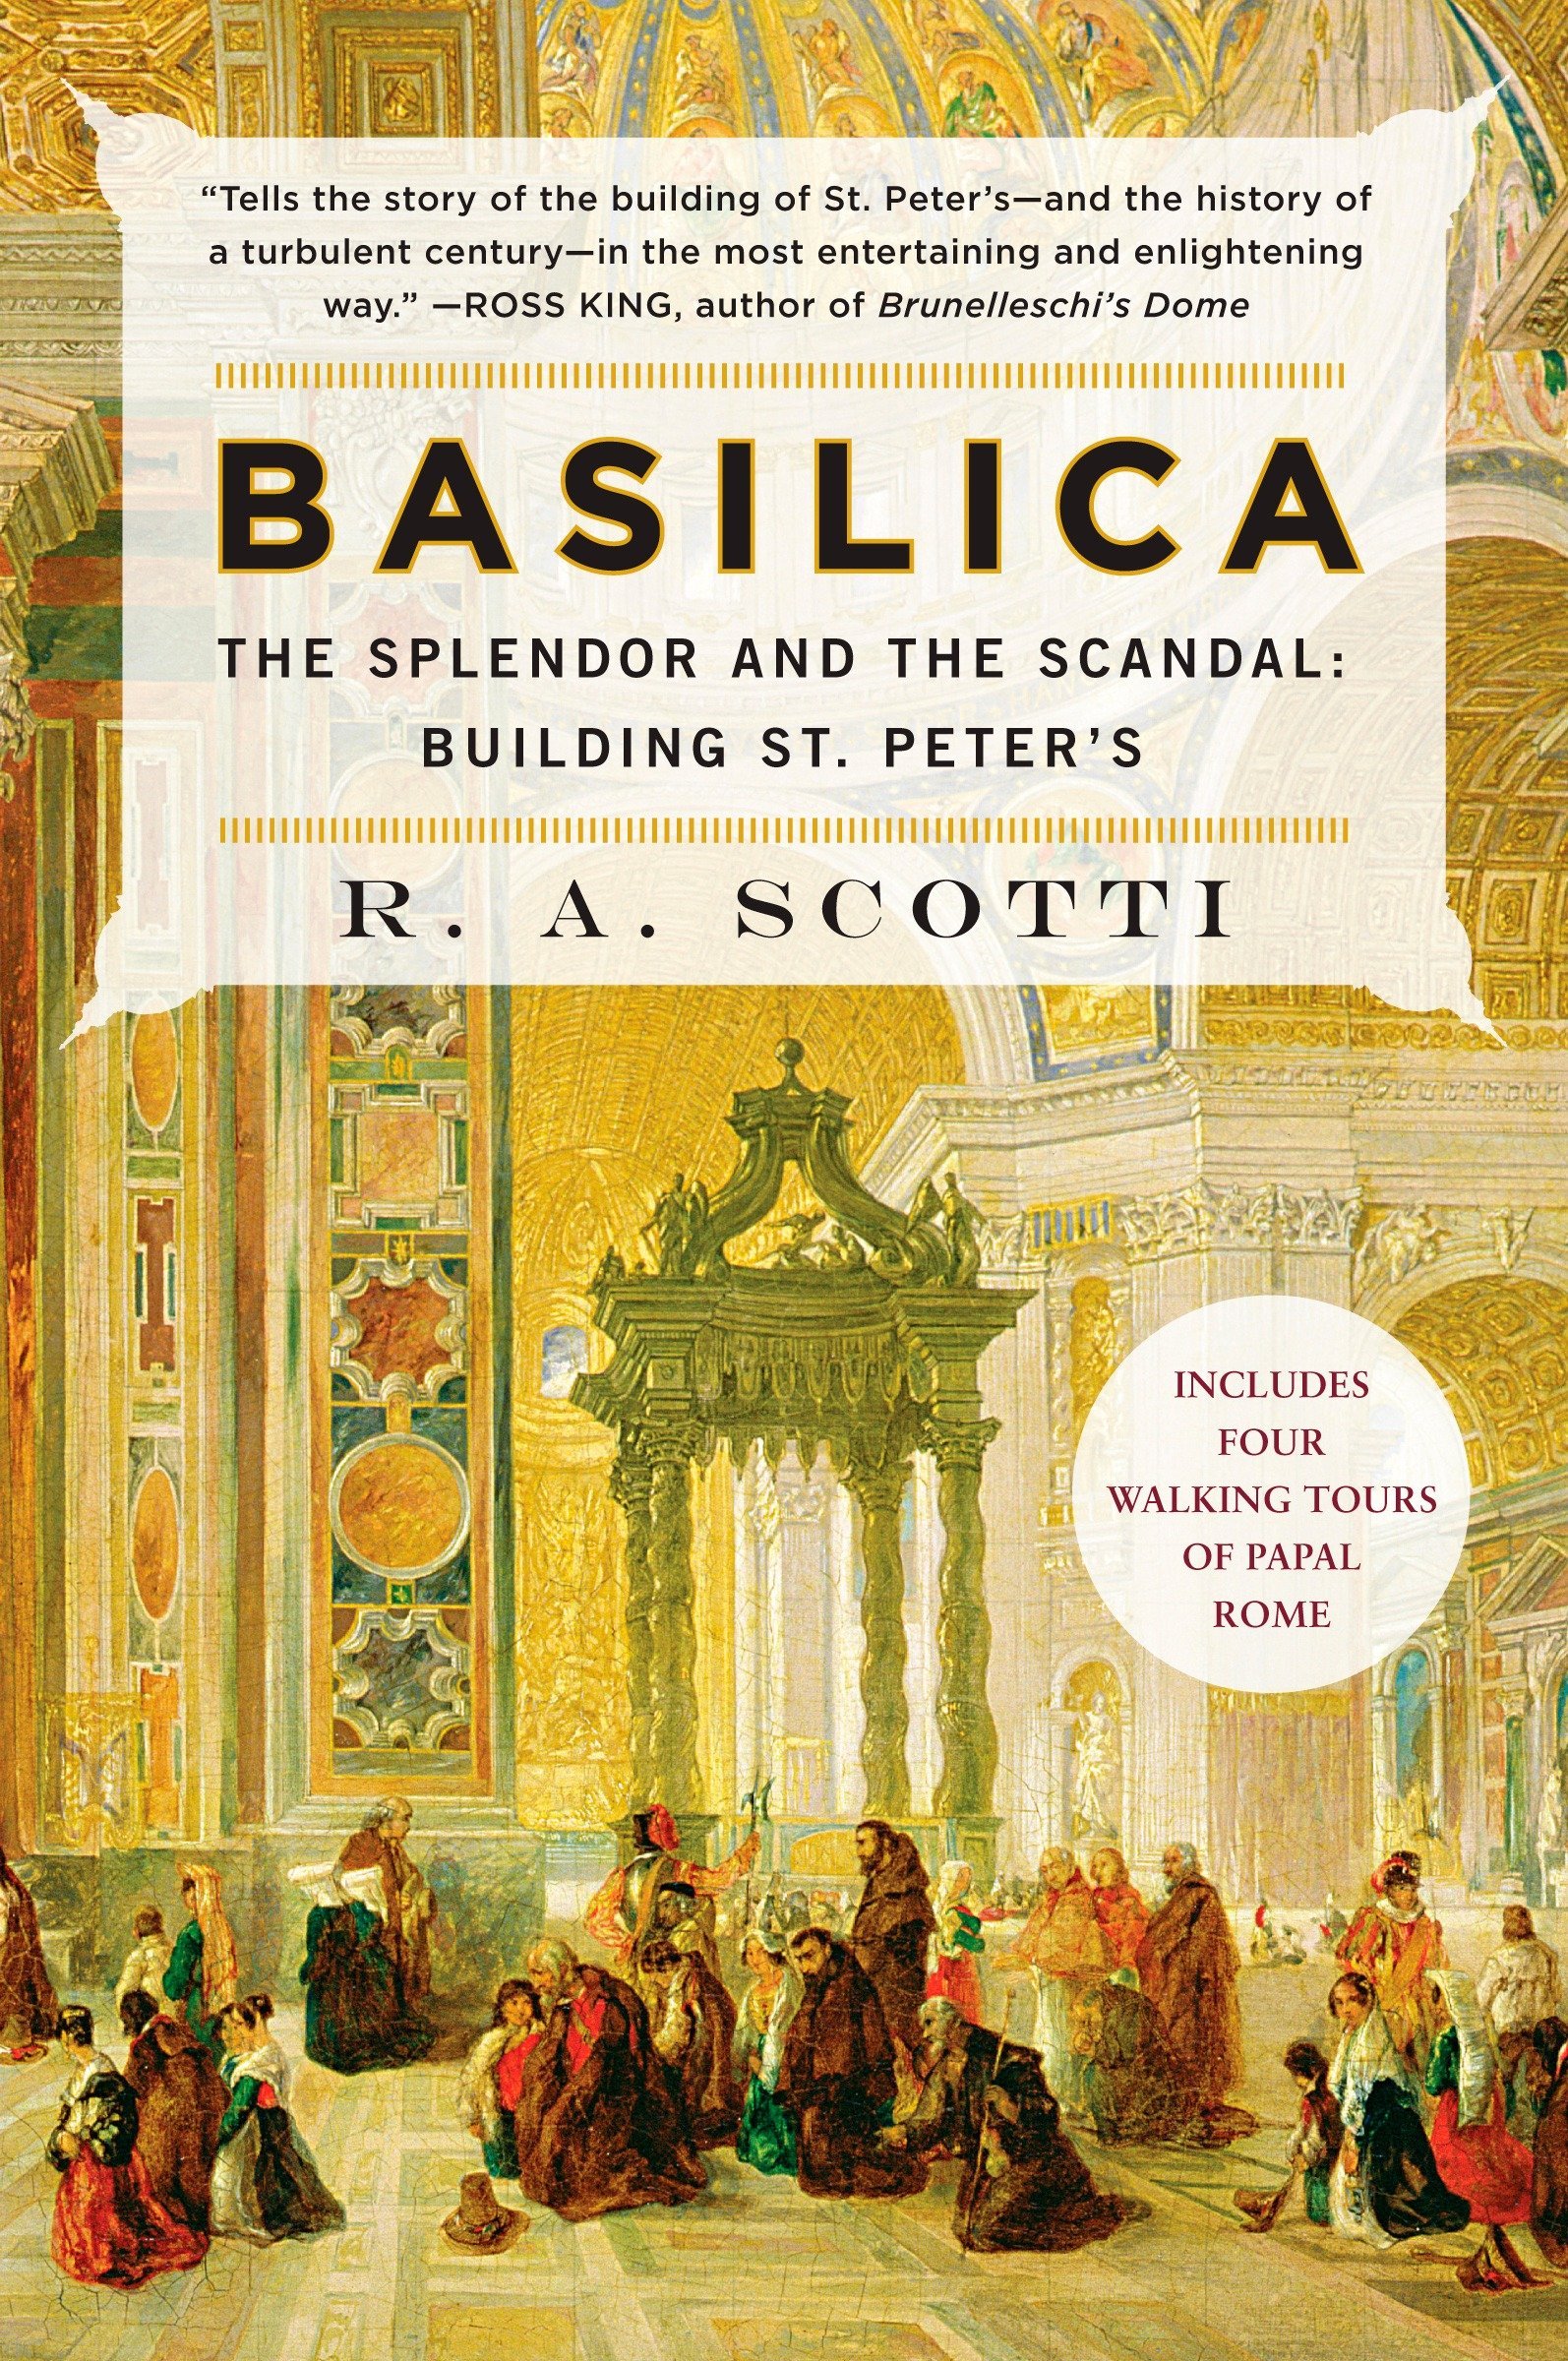 “Tells the story of the building of St. Peter’s—and the history of
a turbulent century—in the most entertaining and enlightening
way.” —ROSS KING, author of Brunelleschi’s Dome
BASILICA
THE SPLENDOR AND THE SCANDAL:
BUILDING ST. PETER’S
R. A. SCOTTI
INCLUDES
FOUR
WALKING TOURS
OF PAPAL
ROME